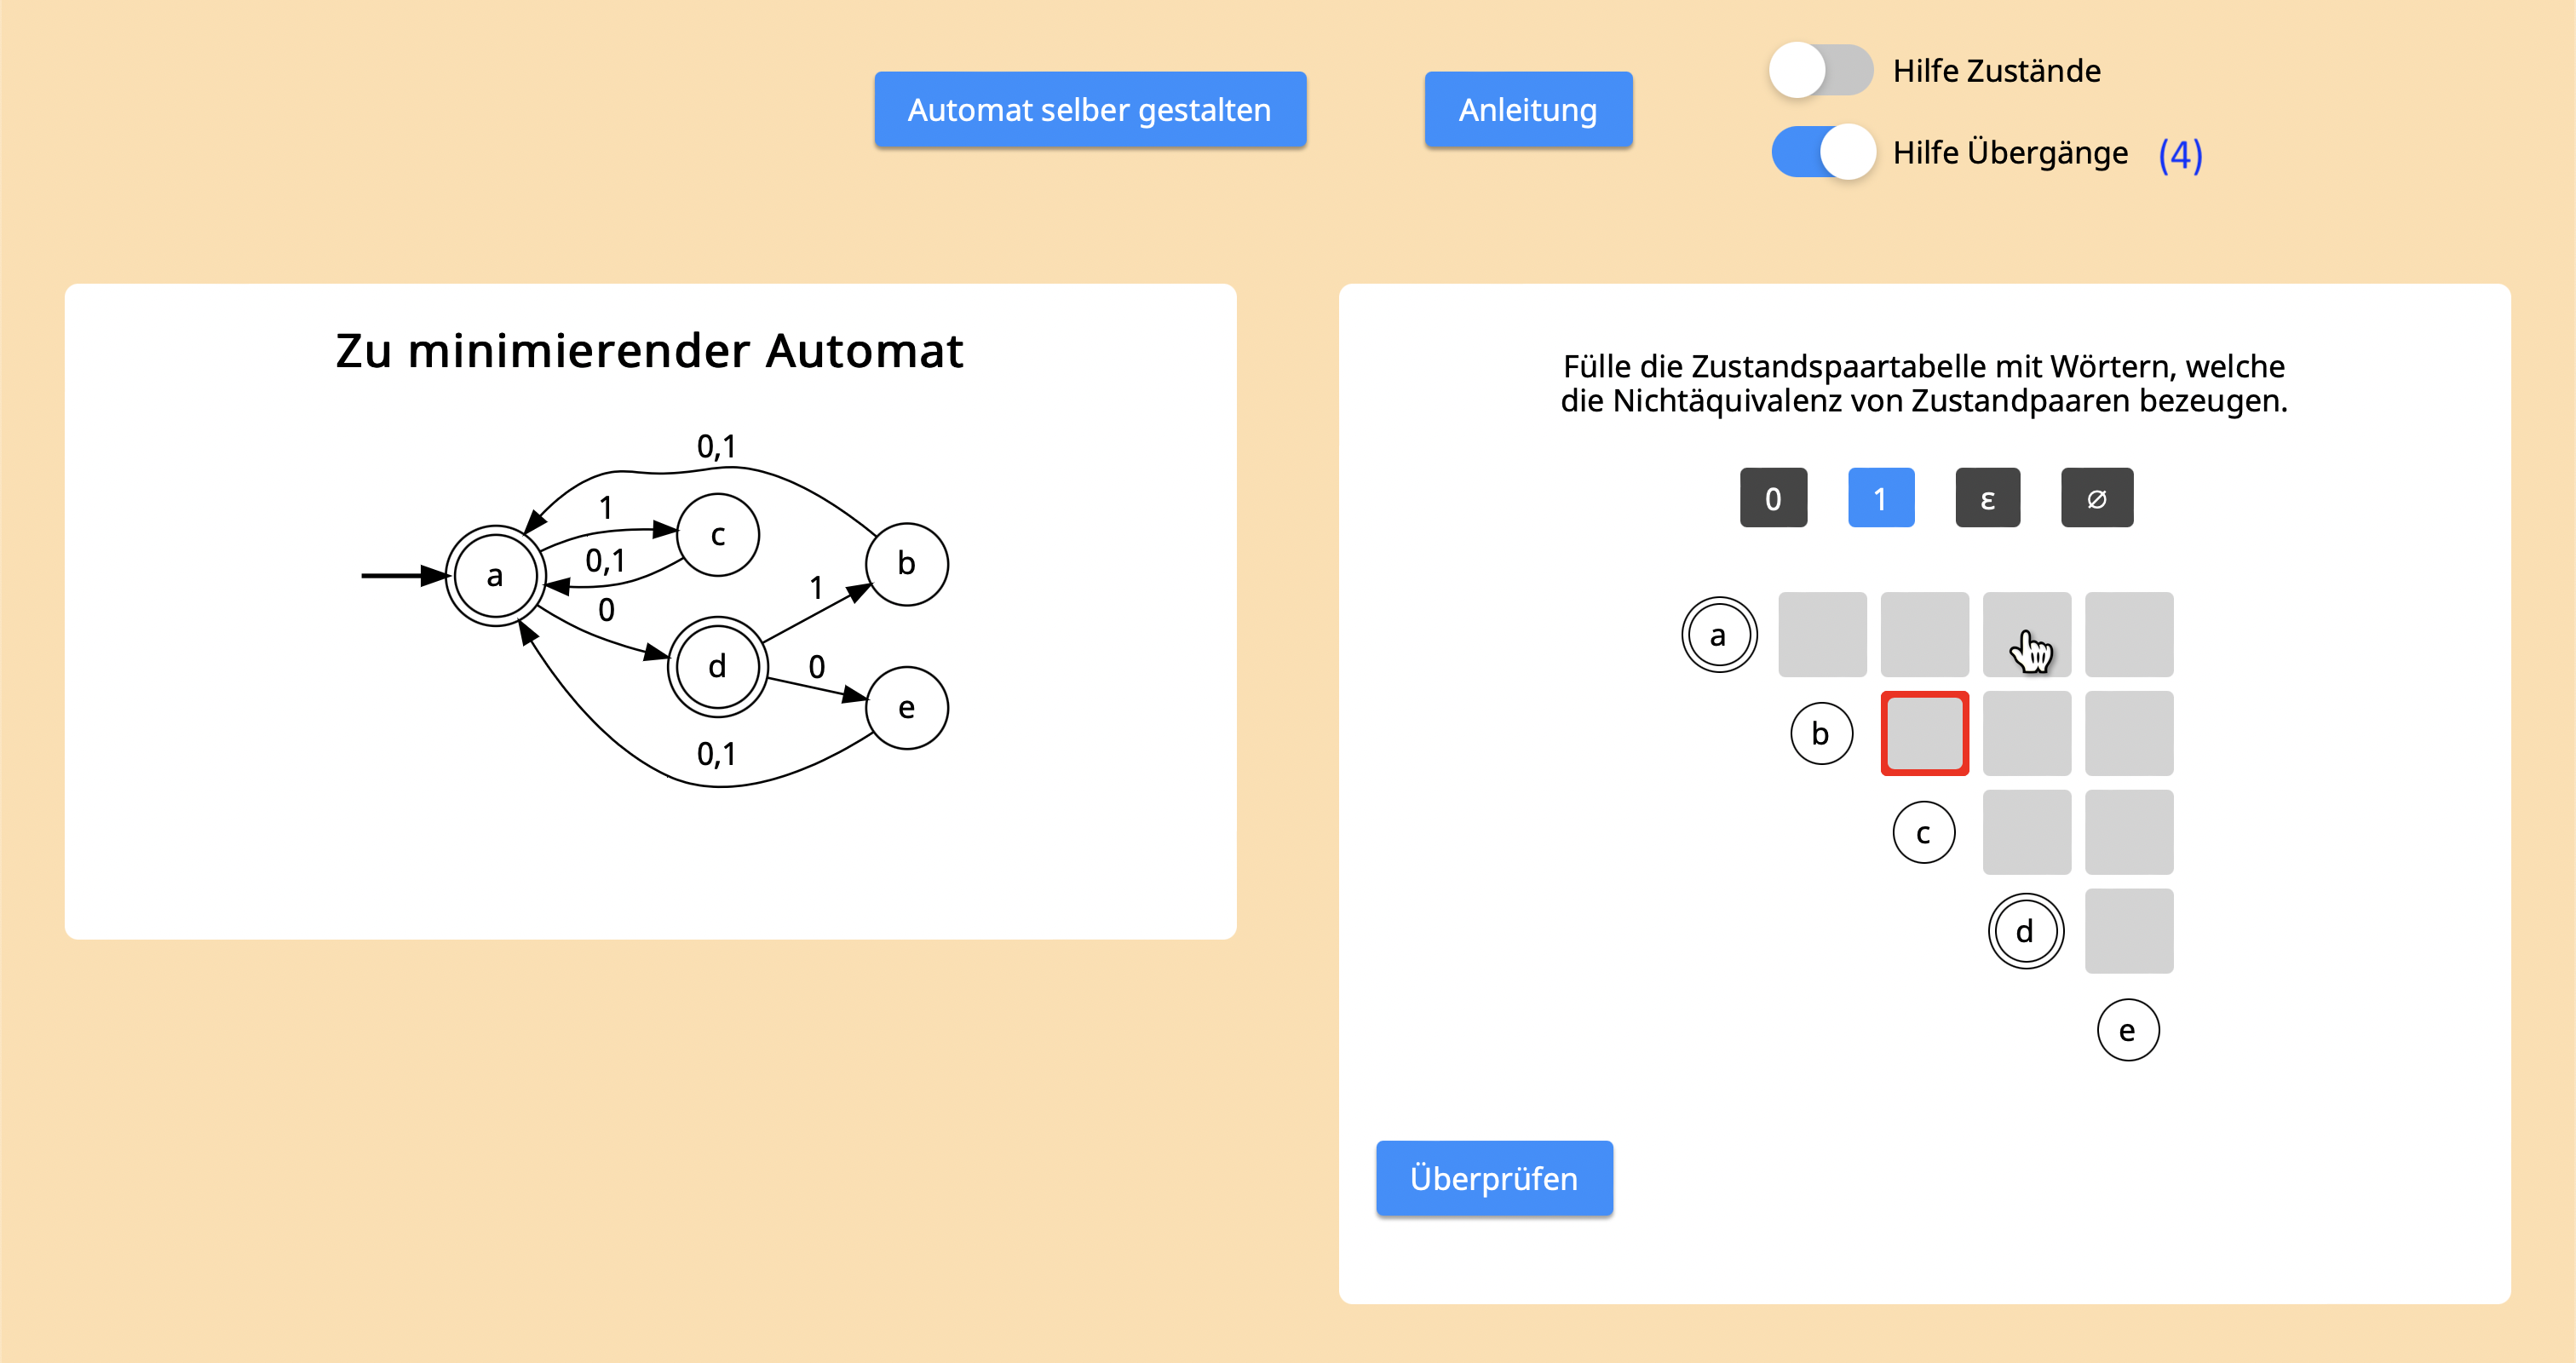 Automat selber gestalten
Anleitung
Hilfe Zustände
Hilfe Übergänge (4)
Zu minimierender Automat
0,1
1
c
0,1
b
a
0
1
d
0
e
0,1
Fülle die Zustandspaartabelle mit Wörtern, welche
die Nichtäquivalenz von Zustandpaaren bezeugen.
0 1 ε ∅
a
b
c
d
e
Überprüfen